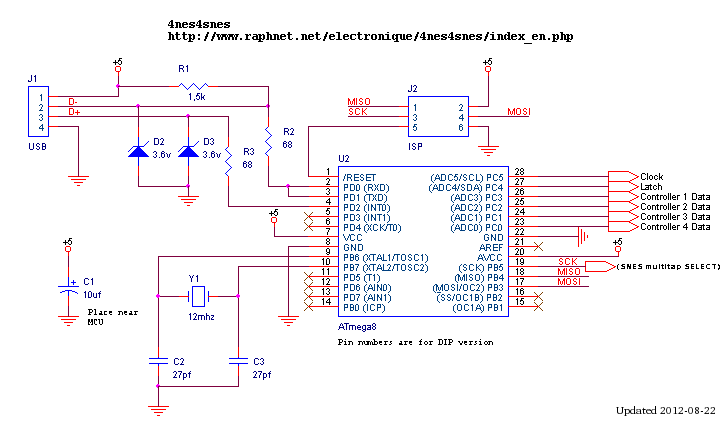 4nes4snes
http://www.raphnet.net/electronique/4nes4snes/index_en.php
+5
R1
1,5k
J1
1
2
3
4
D-
D+
USB
D2
3.6v
D3
3.6v
R3
68
R2
68
+5
J2
MISO
SCK
1
3
5
2
4
6
MOSI
ISP
U2
1 /RESET
2 PD0 (RXD)
3 PD1 (TXD)
4 PD2 (INT0)
5 PD3 (INT1)
6 PD4 (XCK/T0)
7 VCC
8 GND
9 PB6 (XTAL1/TOSC1)
10 PB7 (XTAL2/TOSC2)
11 PD5 (T1)
12 PD6 (AIN0)
13 PD7 (AIN1)
14 PB0 (ICP)
(ADC5/SCL) PC5 28
(ADC4/SDA) PC4 27
(ADC3) PC3 26
(ADC2) PC2 25
(ADC1) PC1 24
(ADC0) PC0 23
GND 22
AREF 21
AVCC 20
(SCK) PB5 19
(MISO) PB4 18
(MOSI/OC2) PB3 17
(SS/OC1B) PB2 16
(OC1A) PB1 15
Clock
Latch
Controller 1 Data
Controller 2 Data
Controller 3 Data
Controller 4 Data
+5
+5
SCK
(SNES multitap SELECT)
MISO
MOSI
ATmega8
Pin numbers are for DIP version
+5
+
C1
10uf
Place near
MCU
Y1
12mhz
C2
27pf
C3
27pf
Updated 2012-08-22